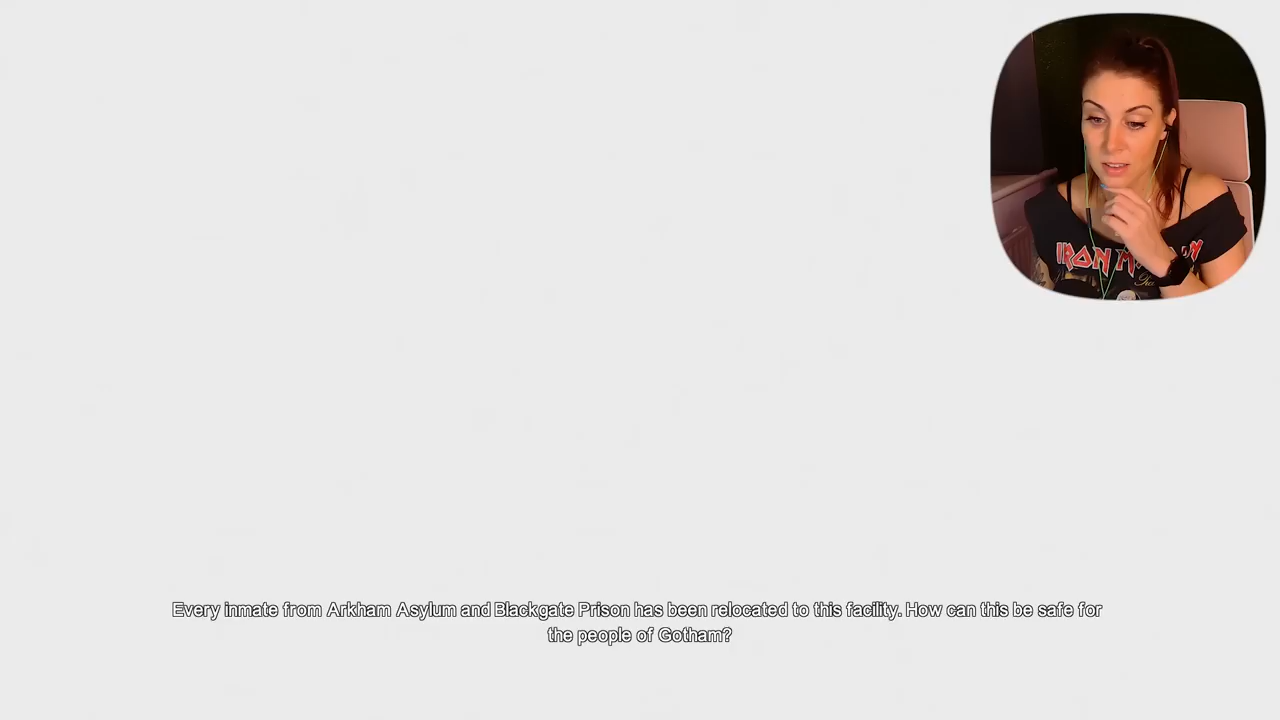 IRON M
Every inmate from Arkham Asylum and Blackgate Prison has been relocated to this facility. How can this be safe for
the people of Gotham?